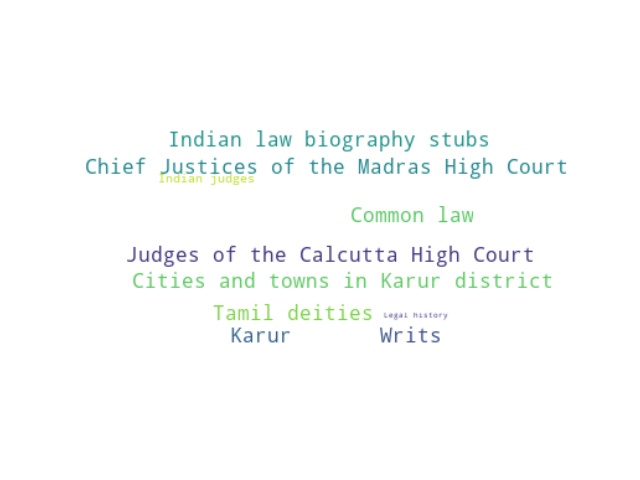 Indian law biography stubs
Chief Justices of the Madras High Court
Indian judges
Common law
Judges of the Calcutta High Court
Cities and towns in Karur district
Tamil deities Legal history
Karur Writs